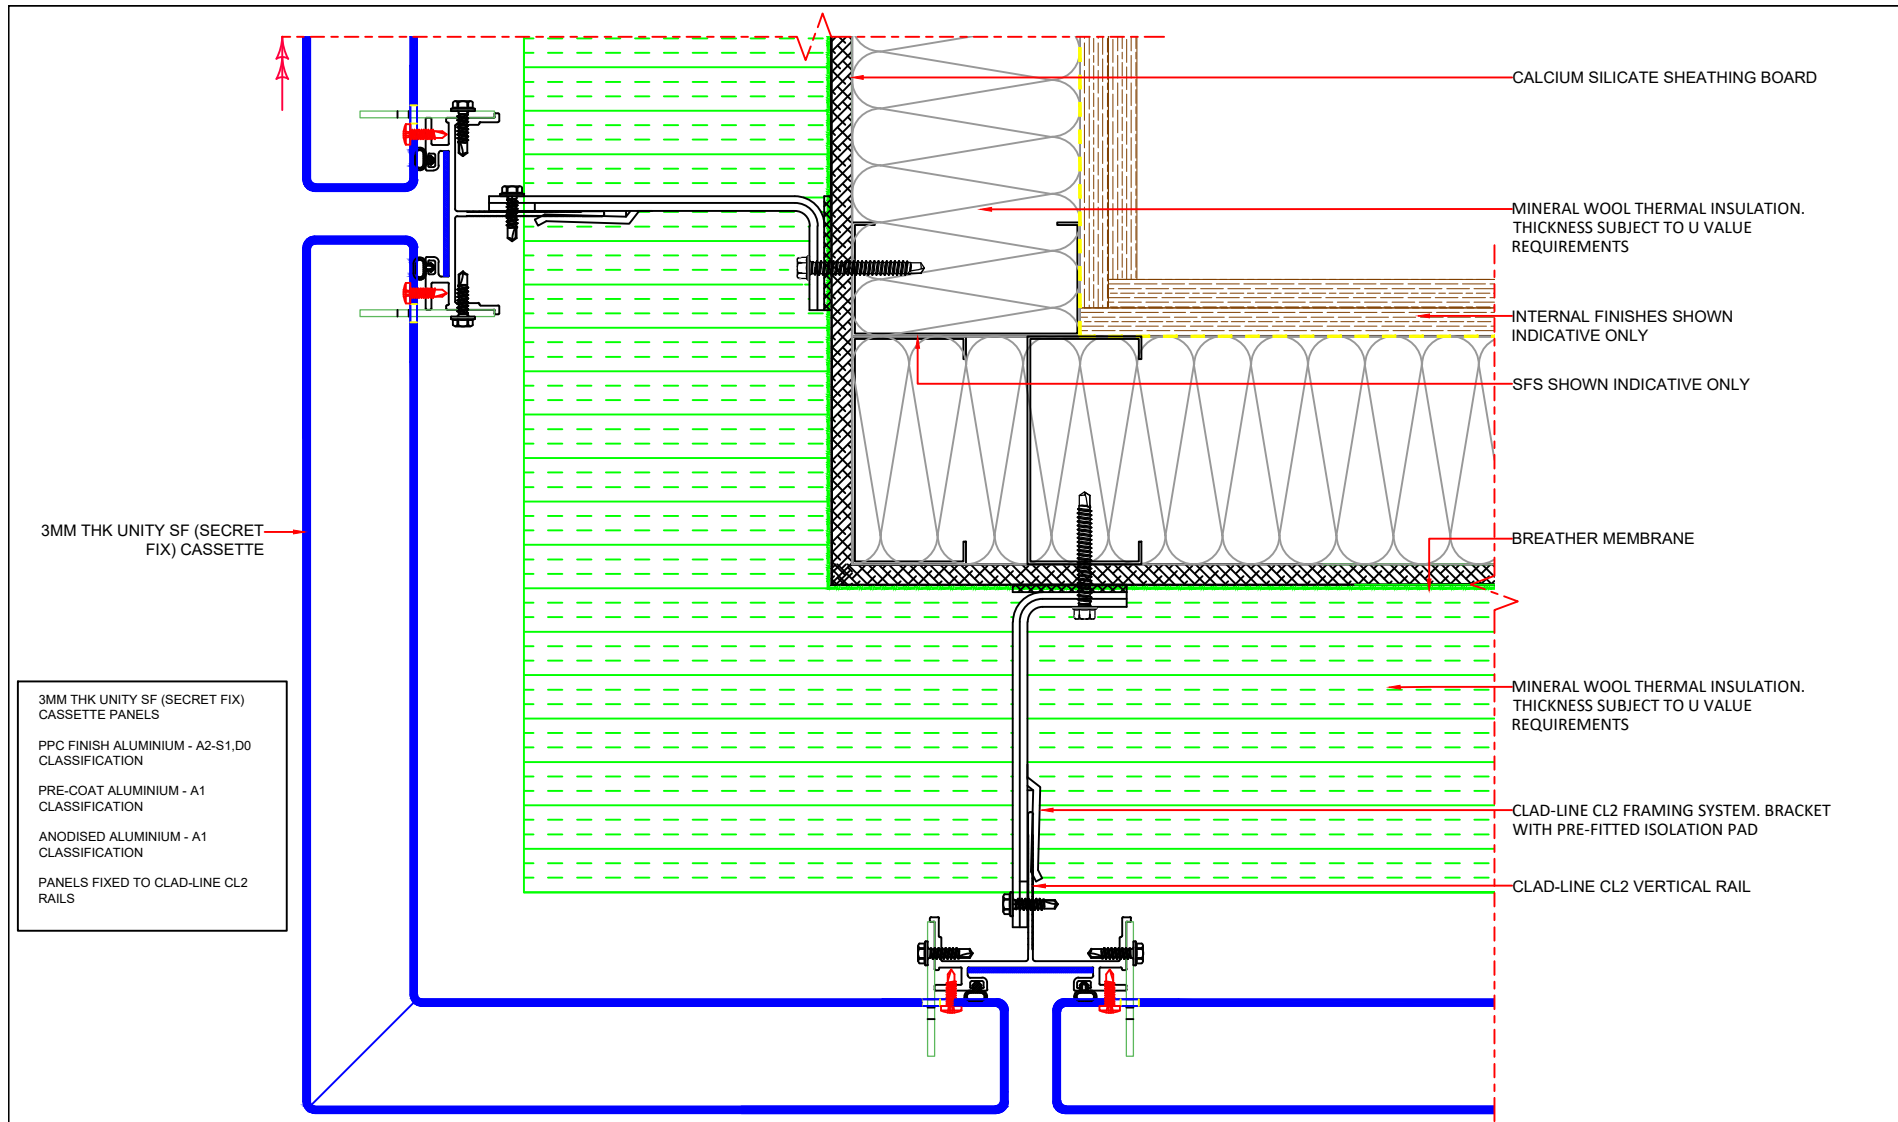 CALCIUM SILICATE SHEATHING BOARD
MINERAL WOOL THERMAL INSULATION.
THICKNESS SUBJECT TO U VALUE
REQUIREMENTS
INTERNAL FINISHES SHOWN
INDICATIVE ONLY
SFS SHOWN INDICATIVE ONLY
3MM THK UNITY SF (SECRET
FIX) CASSETTE
BREATHER MEMBRANE
3MM THK UNITY SF (SECRET FIX)
CASSETTE PANELS
PPC FINISH ALUMINIUM - A2-S1,D0
CLASSIFICATION
PRE-COAT ALUMINIUM - A1
CLASSIFICATION
ANODISED ALUMINIUM - A1
CLASSIFICATION
PANELS FIXED TO CLAD-LINE CL2
RAILS
MINERAL WOOL THERMAL INSULATION.
THICKNESS SUBJECT TO U VALUE
REQUIREMENTS
CLAD-LINE CL2 FRAMING SYSTEM. BRACKET
WITH PRE-FITTED ISOLATION PAD
CLAD-LINE CL2 VERTICAL RAIL